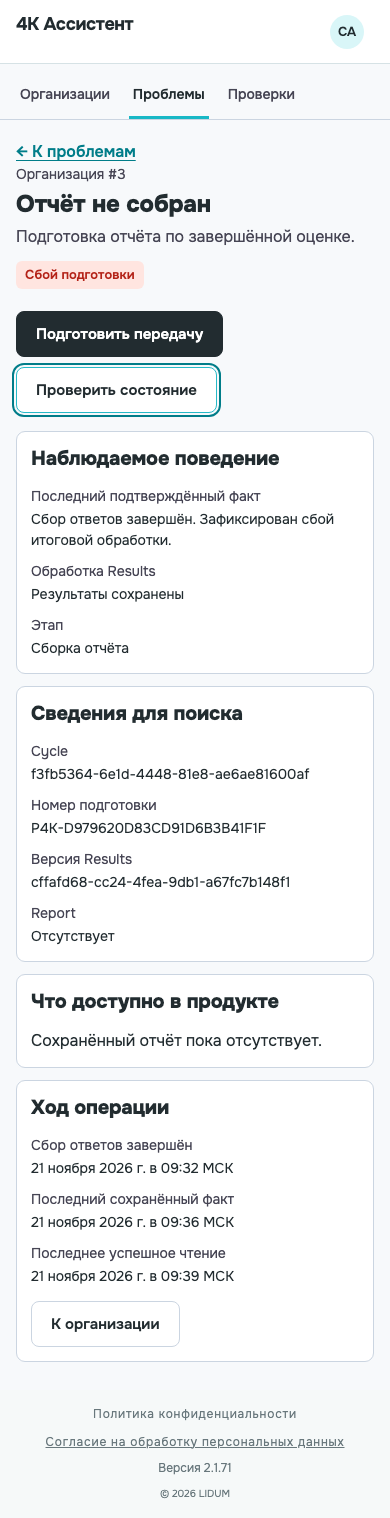 4К Ассистент
СА
Организации Проблемы Проверки
← К проблемам
Организация #3
Отчёт не собран
Подготовка отчёта по завершённой оценке.
Сбой подготовки
Подготовить передачу
Проверить состояние
Наблюдаемое поведение
Последний подтверждённый факт
Сбор ответов завершён. Зафиксирован сбой
итоговой обработки.
Обработка Results
Результаты сохранены
Этап
Сборка отчёта
Сведения для поиска
Cycle
f3fb5364-6e1d-4448-81e8-ae6ae81600af
Номер подготовки
P4K-D979620D83CD91D6B3B41F1F
Версия Results
cffafd68-cc24-4fea-9db1-a67fc7b148f1
Report
Отсутствует
Что доступно в продукте
Сохранённый отчёт пока отсутствует.
Ход операции
Сбор ответов завершён
21 ноября 2026 г. в 09:32 МСК
Последний сохранённый факт
21 ноября 2026 г. в 09:36 МСК
Последнее успешное чтение
21 ноября 2026 г. в 09:39 МСК
К организации
Политика конфиденциальности
Согласие на обработку персональных данных
Версия 2.1.71
© 2026 LIDUM